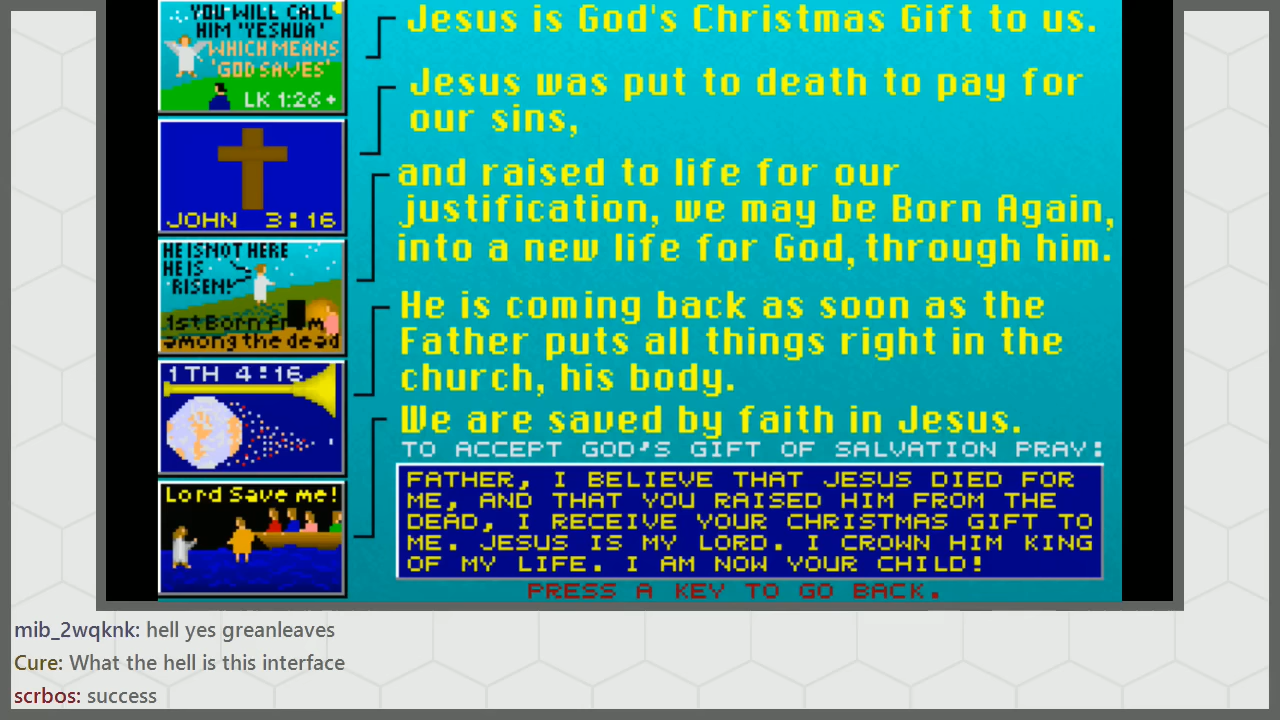 YOU WILL CALL
HIM 'YESHUA'
WHICH MEANS
'GOD SAVES'
LK 1:26+
JOHN 3:16
HE IS NOT HERE
HE IS
RISEN!
1st Born from
among the dead
1TH 4:16
Lord Save me!
Jesus is God's Christmas Gift to us.
Jesus was put to death to pay for
our sins,
and raised to life for our
justification, we may be Born Again,
into a new life for God, through him.
He is coming back as soon as the
Father puts all things right in the
church, his body.
We are saved by faith in Jesus.
TO ACCEPT GOD'S GIFT OF SALVATION PRAY:
FATHER, I BELIEVE THAT JESUS DIED FOR
ME, AND THAT YOU RAISED HIM FROM THE
DEAD, I RECEIVE YOUR CHRISTMAS GIFT TO
ME. JESUS IS MY LORD. I CROWN HIM KING
OF MY LIFE. I AM NOW YOUR CHILD!
PRESS A KEY TO GO BACK.
mib_2wqknk: hell yes greanleaves
Cure: What the hell is this interface
scrbos: success